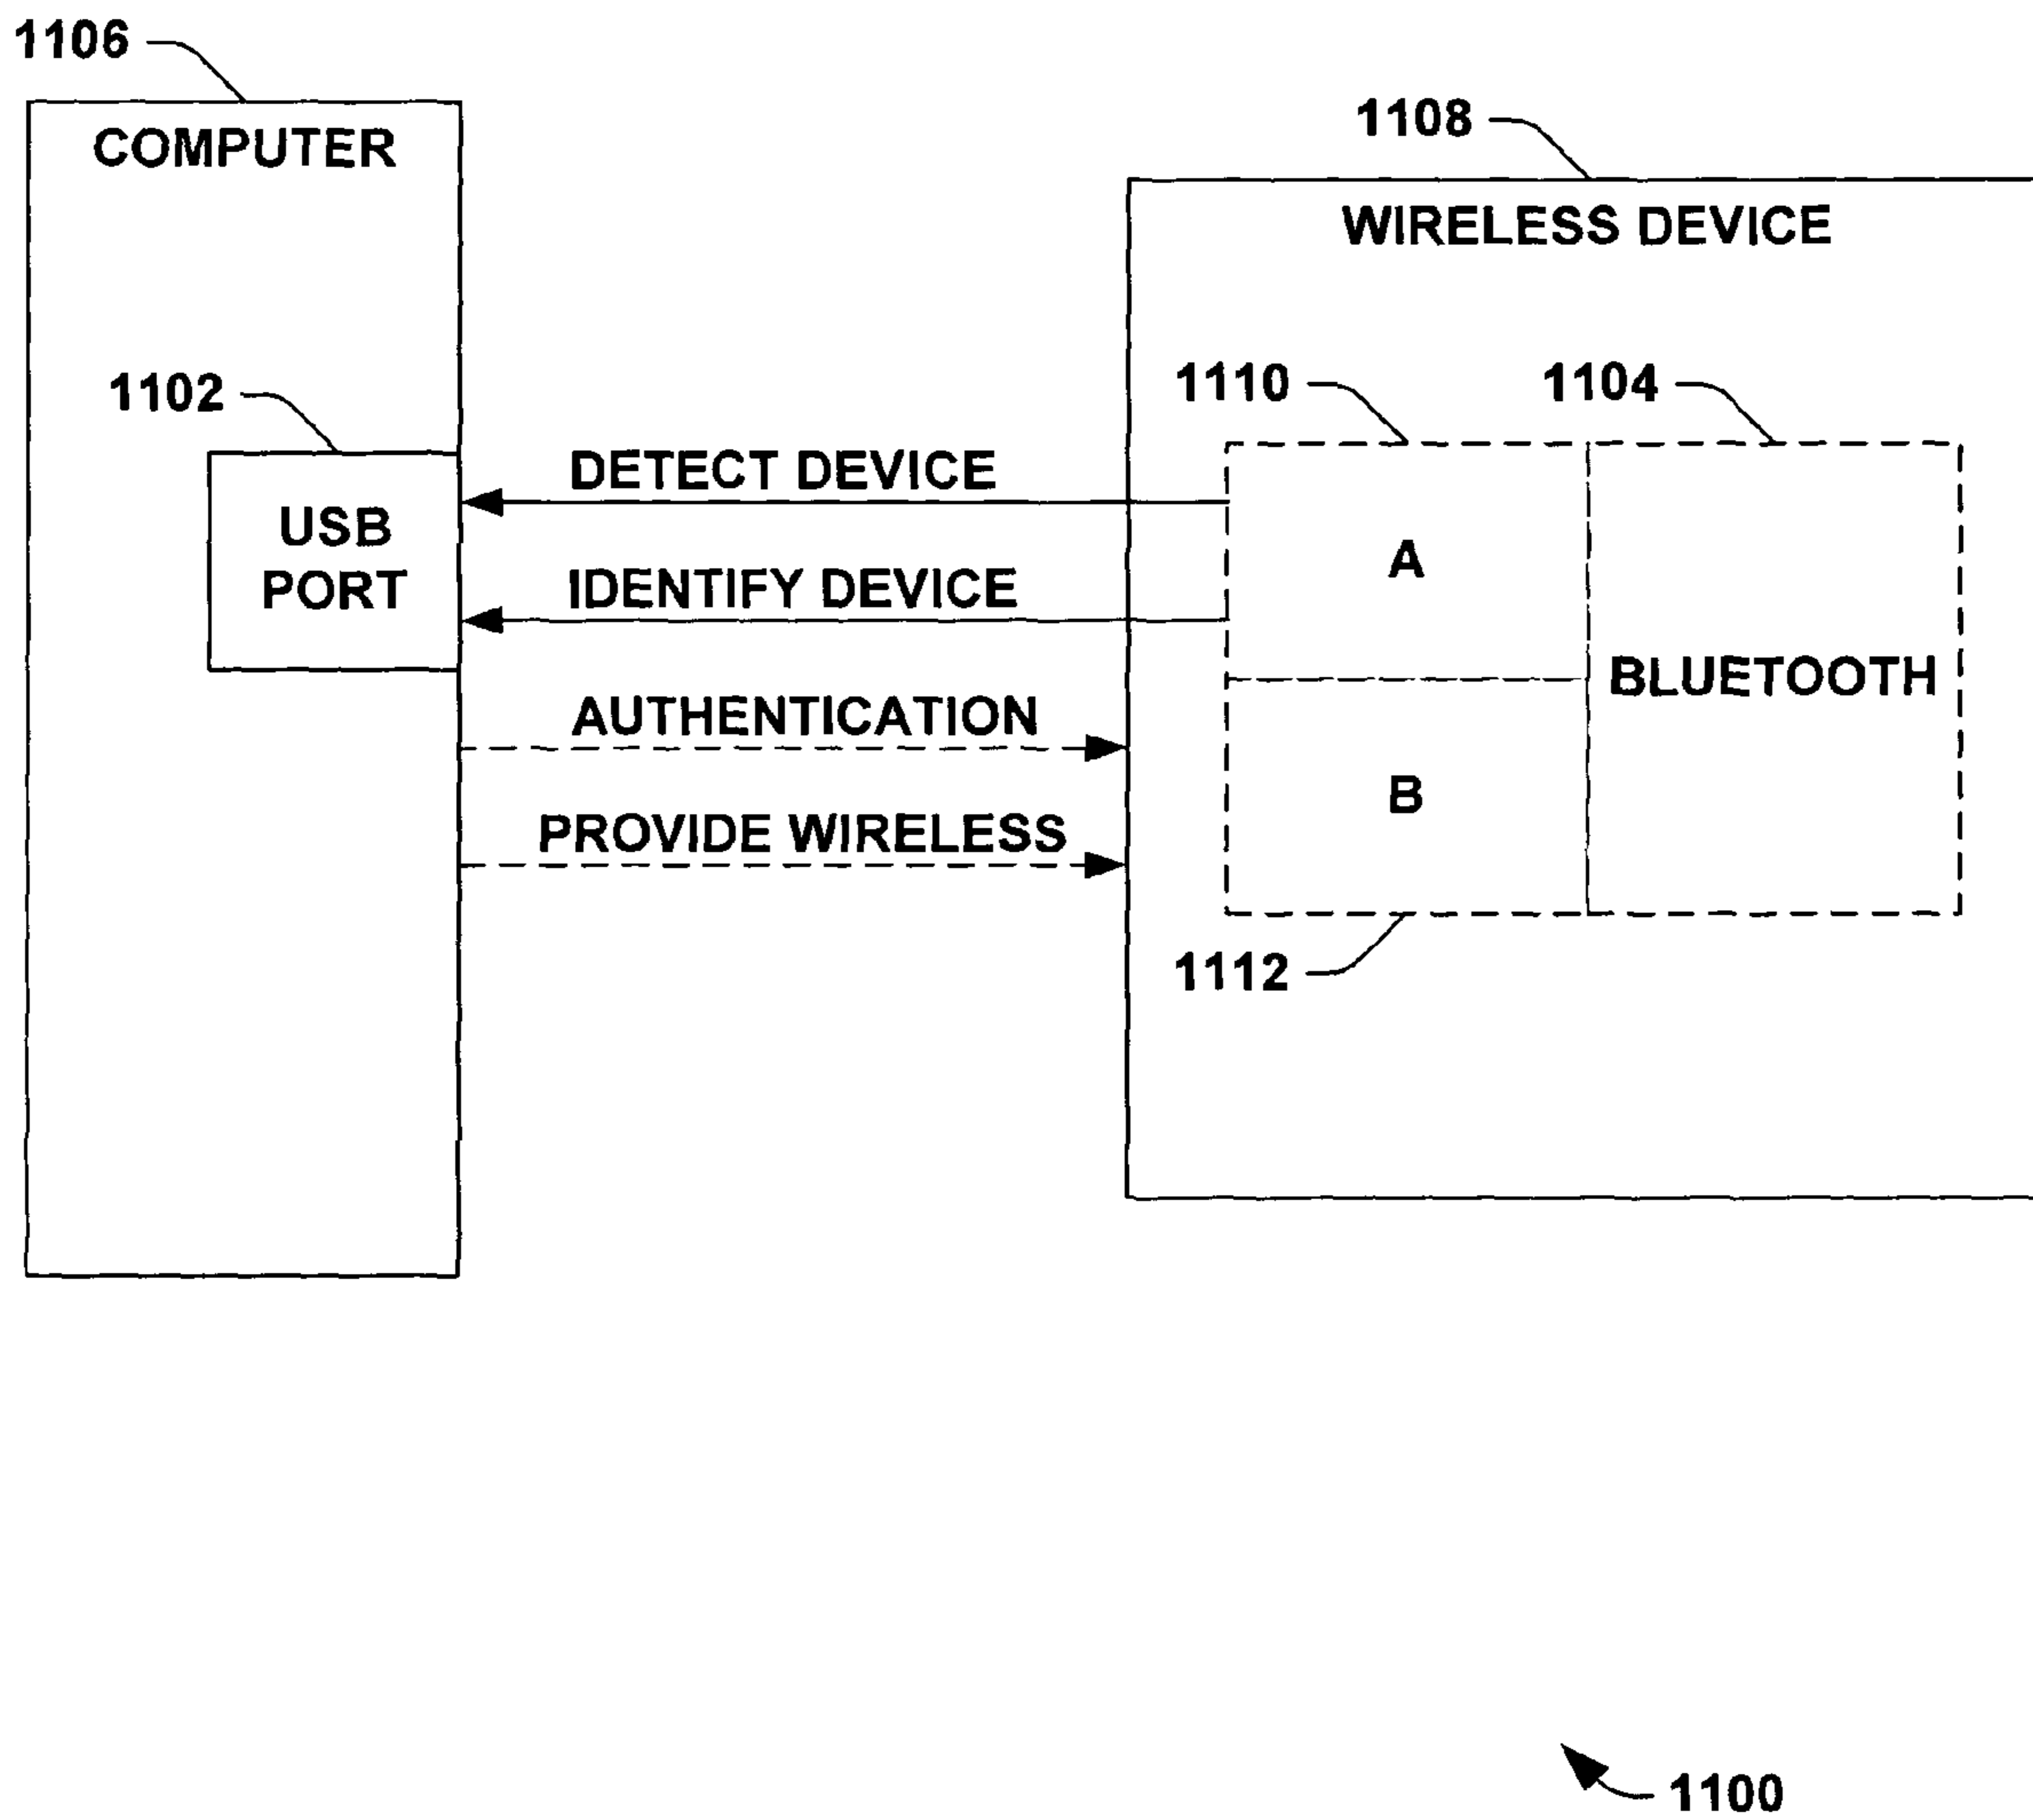 1106
COMPUTER
1108
WIRELESS DEVICE
1102
1110
1104
DETECT DEVICE
USB
PORT
A
IDENTIFY DEVICE
BLUETOOTH
AUTHENTICATION
B
PROVIDE WIRELESS
1112
1100